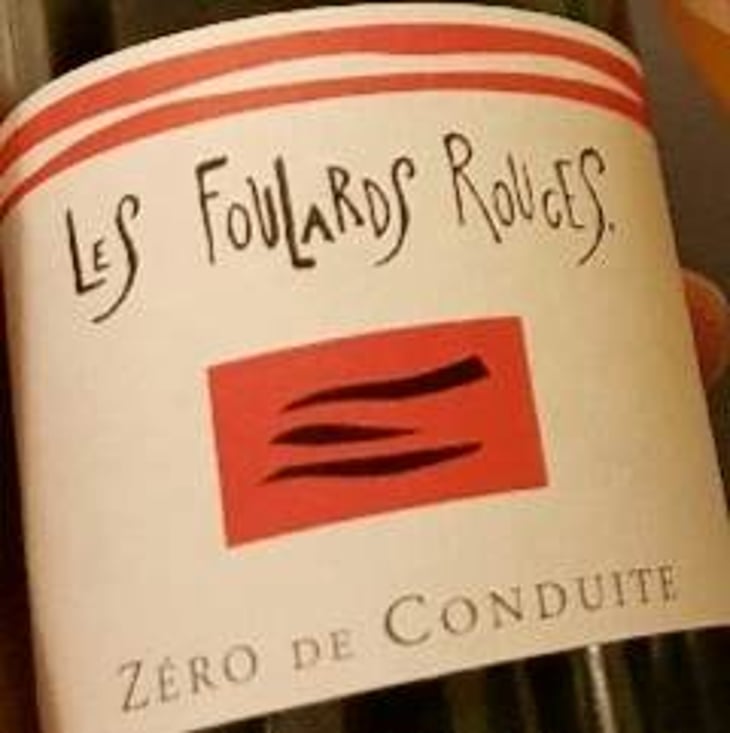 LES FOULARDS ROUGES.
ZÉRO DE CONDUITE